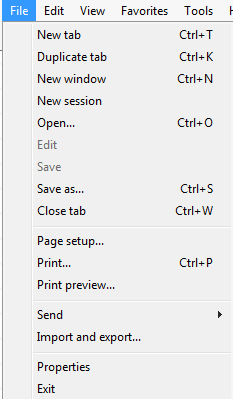 File Edit View Favorites Tools H
New tab Ctrl+T
Duplicate tab Ctrl+K
New window Ctrl+N
New session
Open... Ctrl+O
Edit
Save
Save as... Ctrl+S
Close tab Ctrl+W
Page setup...
Print... Ctrl+P
Print preview...
Send
Import and export...
Properties
Exit